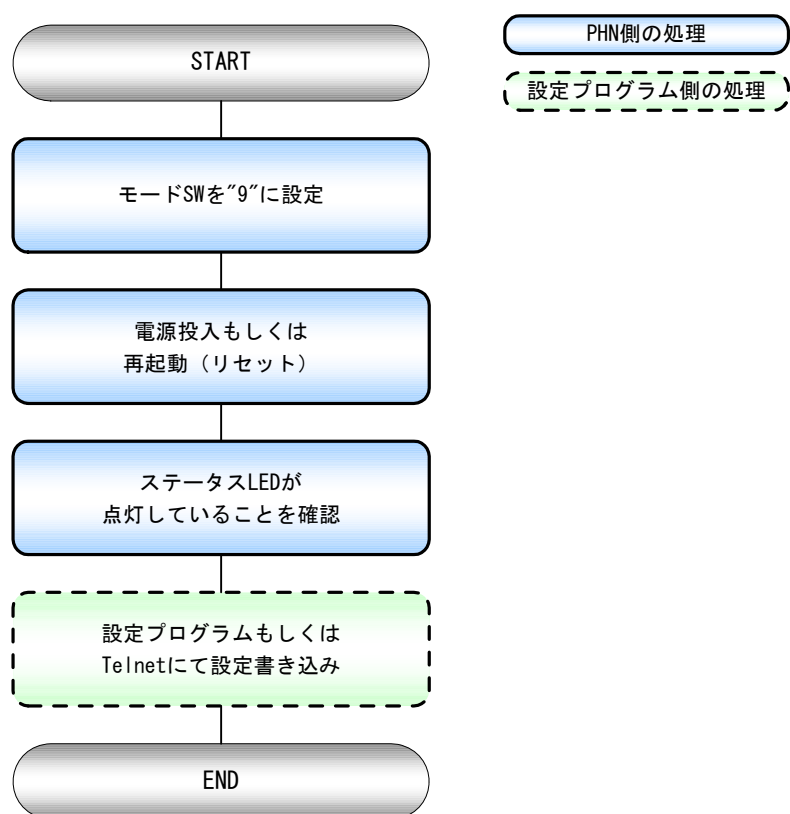 START
PHN側の処理
設定プログラム側の処理
モードSWを"9"に設定
電源投入もしくは
再起動（リセット）
ステータスLEDが
点灯していることを確認
設定プログラムもしくは
Telnetにて設定書き込み
END